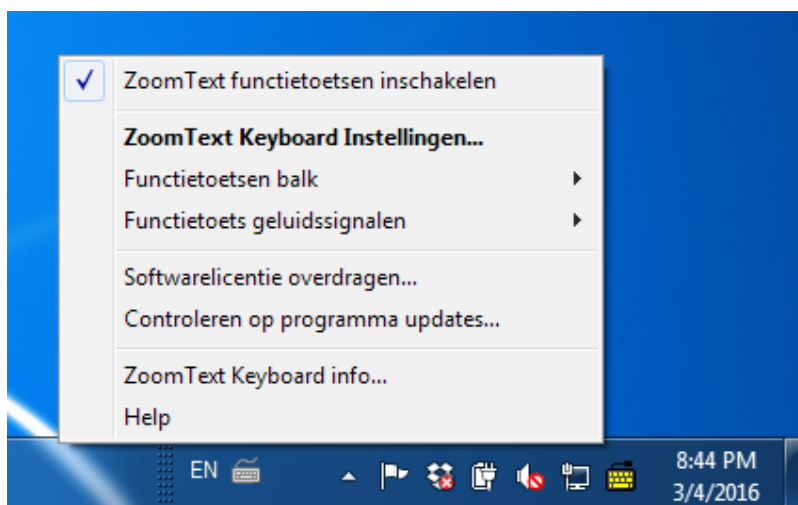 ZoomText functietoetsen inschakelen
ZoomText Keyboard Instellingen...
Functietoetsen balk
Functietoets geluidssignalen
Softwarelicentie overdragen...
Controleren op programma updates...
ZoomText Keyboard info...
Help
EN
8:44 PM
3/4/2016